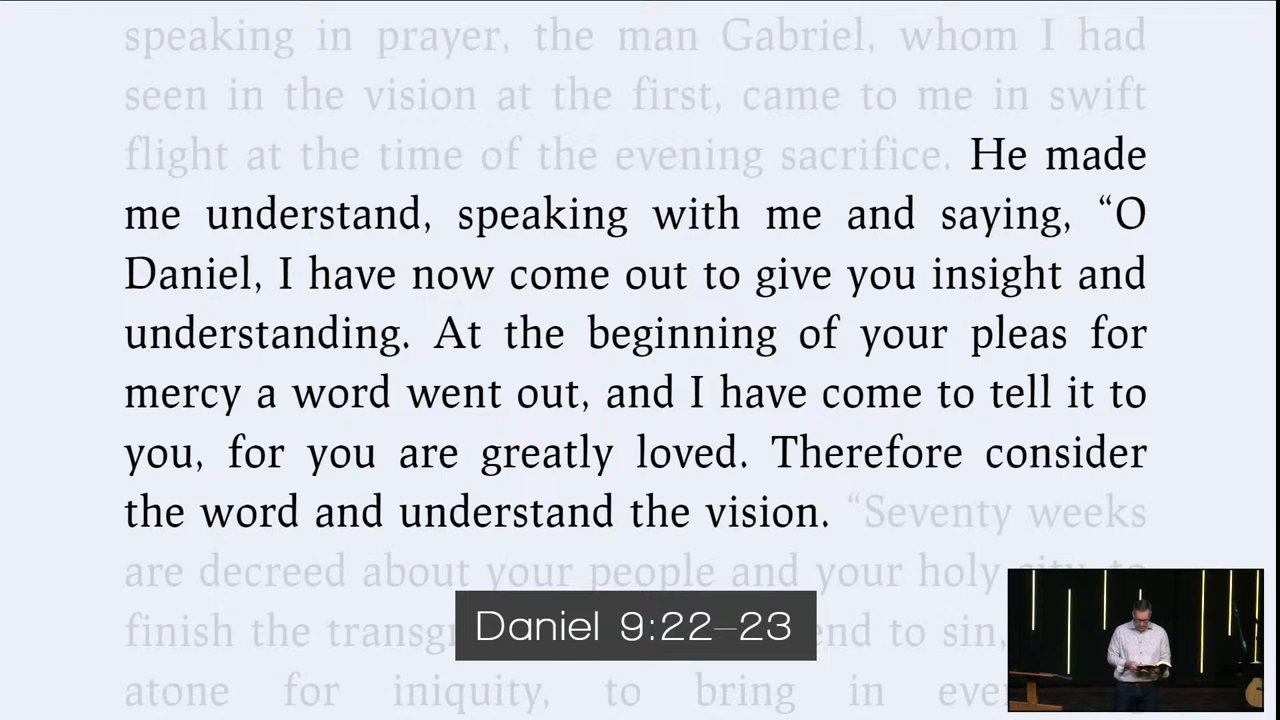 speaking in prayer, the man Gabriel, whom I had
seen in the vision at the first, came to me in swift
flight at the time of the evening sacrifice. He made
me understand, speaking with me and saying, “O
Daniel, I have now come out to give you insight and
understanding. At the beginning of your pleas for
mercy a word went out, and I have come to tell it to
you, for you are greatly loved. Therefore consider
the word and understand the vision. “Seventy weeks
are decreed about your people and your holy city, to
finish the transg end to sin,
atone for inquity, to bring in eve
Daniel 9:22–23